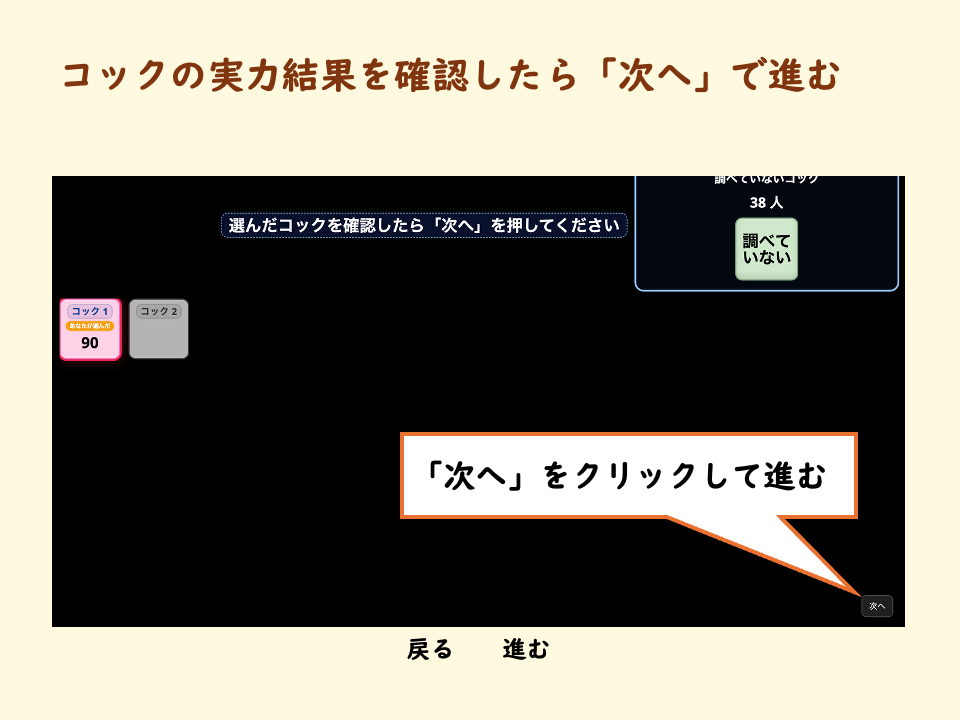 コックの実力結果を確認したら「次へ」で進む
調べていないコック
38 人
選んだコックを確認したら「次へ」を押してください
調べて
いない
コック 1
コック 2
あなたが選んだ
90
「次へ」をクリックして進む
次へ
戻る 進む